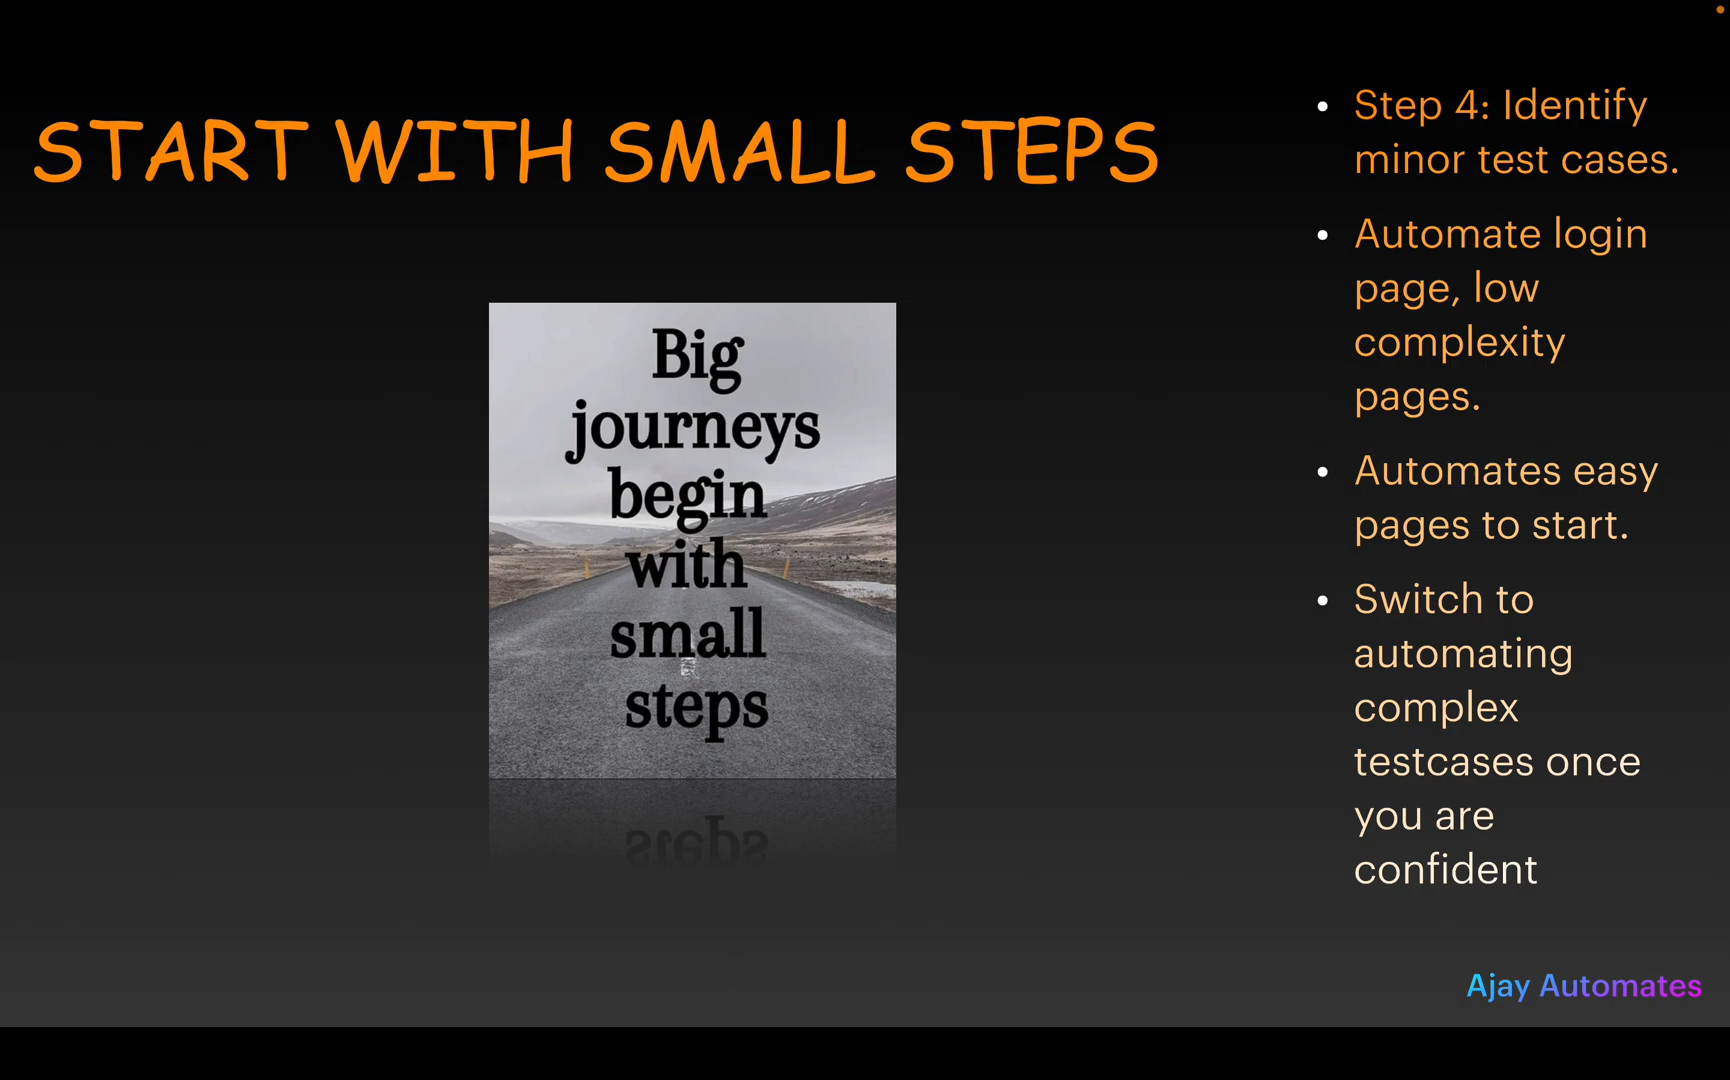 START WITH SMALL STEPS
Big
journeys
begin
with
small
steps
steps
• Step 4: Identify
minor test cases.
• Automate login
page, low
complexity
pages.
• Automates easy
pages to start.
• Switch to
automating
complex
testcases once
you are
confident
Ajay Automates